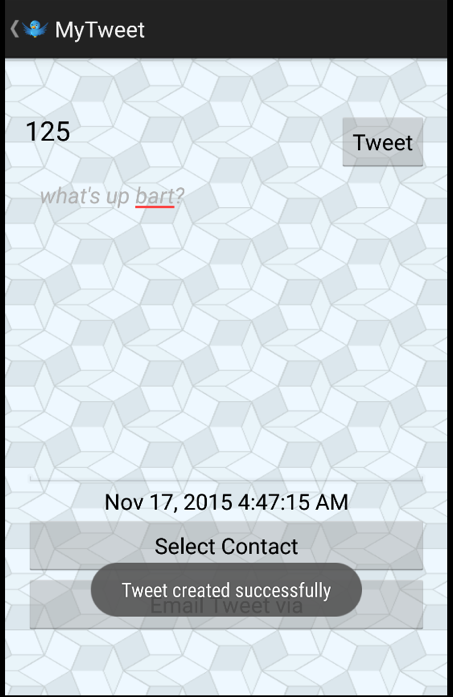 MyTweet
125
Tweet
what's up bart?
Nov 17, 2015 4:47:15 AM
Select Contact
Tweet created successfully
Email Tweet via